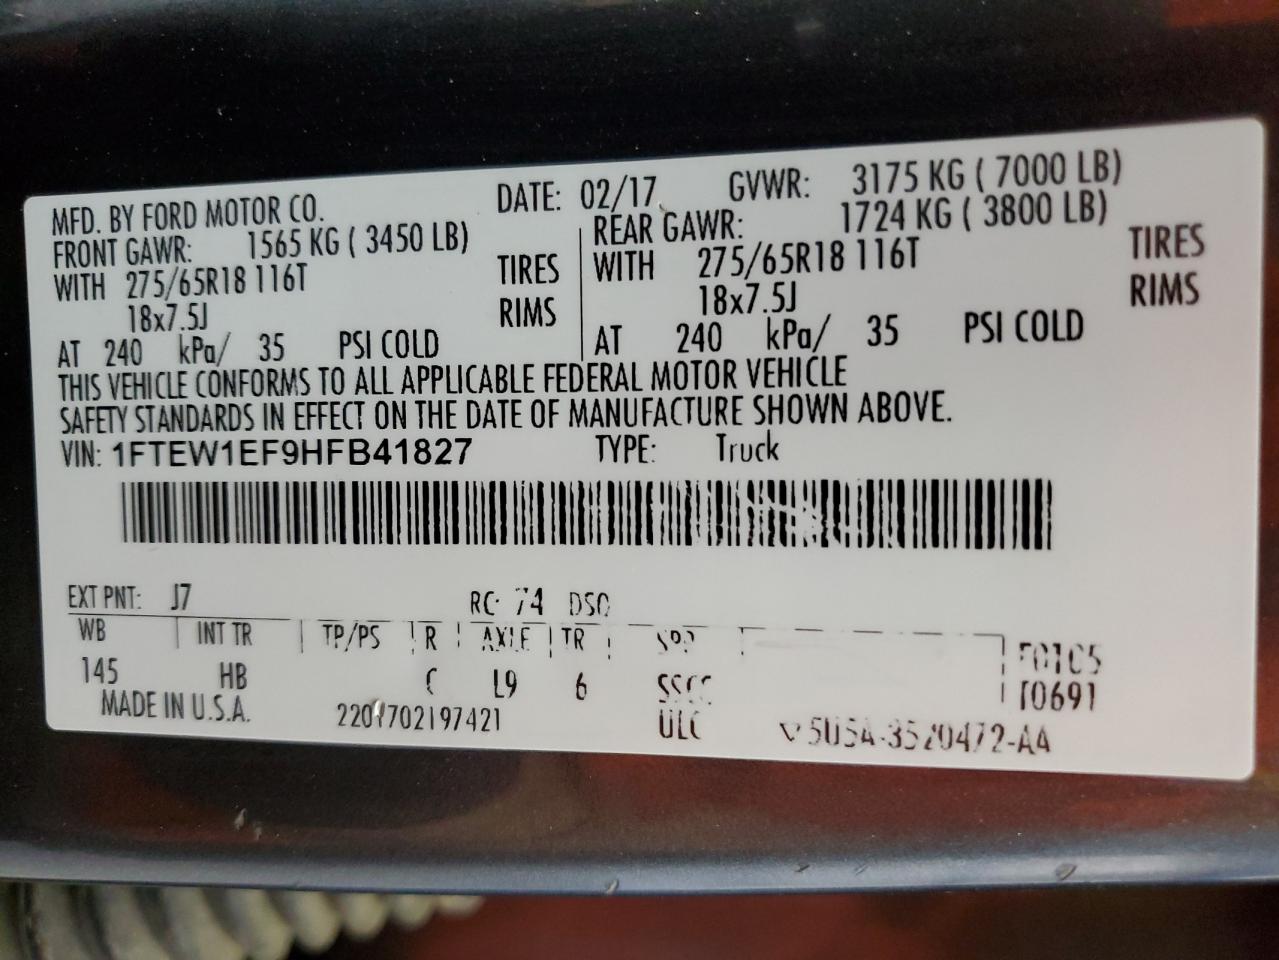 MFD. BY FORD MOTOR CO. DATE: 02/17 GVWR: 3175 KG ( 7000 LB)
FRONT GAWR: 1565 KG ( 3450 LB) REAR GAWR: 1724 KG ( 3800 LB)
WITH 275/65R18 116T TIRES WITH 275/65R18 116T TIRES
18x7.5J RIMS 18x7.5J RIMS
AT 240 kPa/ 35 PSI COLD AT 240 kPa/ 35 PSI COLD
THIS VEHICLE CONFORMS TO ALL APPLICABLE FEDERAL MOTOR VEHICLE
SAFETY STANDARDS IN EFFECT ON THE DATE OF MANUFACTURE SHOWN ABOVE.
VIN: 1FTEW1EF9HFB41827 TYPE: Truck
EXT PNT: J7 RC: 74 DSO
WB INT TR TP/PS R AXLE TR SPR
145 HB L9 6
MADE IN U.S.A. ULC